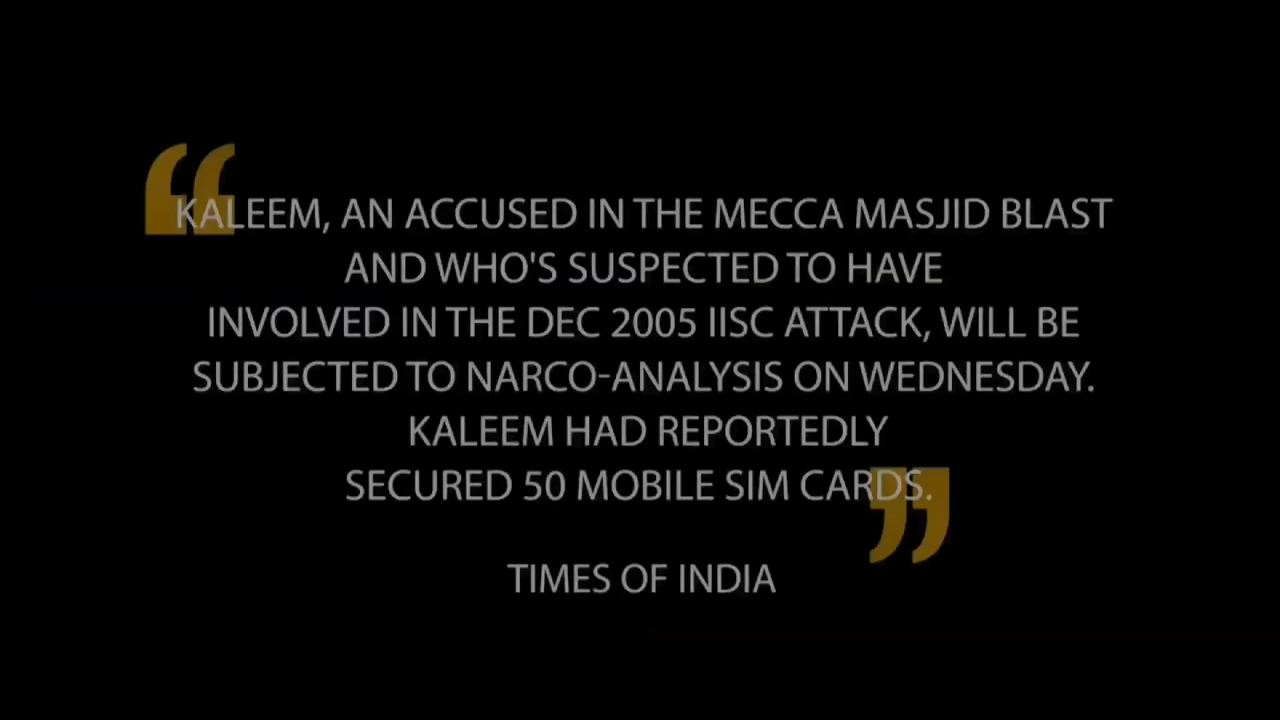 “
KALEEM, AN ACCUSED IN THE MECCA MASJID BLAST
AND WHO'S SUSPECTED TO HAVE
INVOLVED IN THE DEC 2005 IISC ATTACK, WILL BE
SUBJECTED TO NARCO-ANALYSIS ON WEDNESDAY.
KALEEM HAD REPORTEDLY
SECURED 50 MOBILE SIM CARDS.
”
TIMES OF INDIA